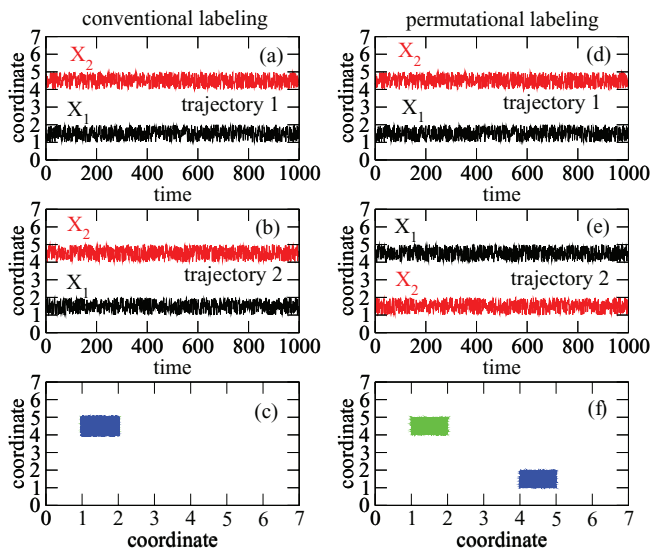 conventional labeling
permutational labeling
7
6
5
4
3
2
1
0
coordinate
X2
(a)
trajectory 1
X1
0 200 400 600 800 1000
time
7
6
5
4
3
2
1
0
coordinate
X2
(d)
trajectory 1
X1
0 200 400 600 800 1000
time
7
6
5
4
3
2
1
0
coordinate
X2
(b)
trajectory 2
X1
0 200 400 600 800 1000
time
7
6
5
4
3
2
1
0
coordinate
X1
(e)
trajectory 2
X2
0 200 400 600 800 1000
time
7
6
5
4
3
2
1
0
coordinate
(c)
0 1 2 3 4 5 6 7
coordinate
7
6
5
4
3
2
1
0
coordinate
(f)
0 1 2 3 4 5 6 7
coordinate